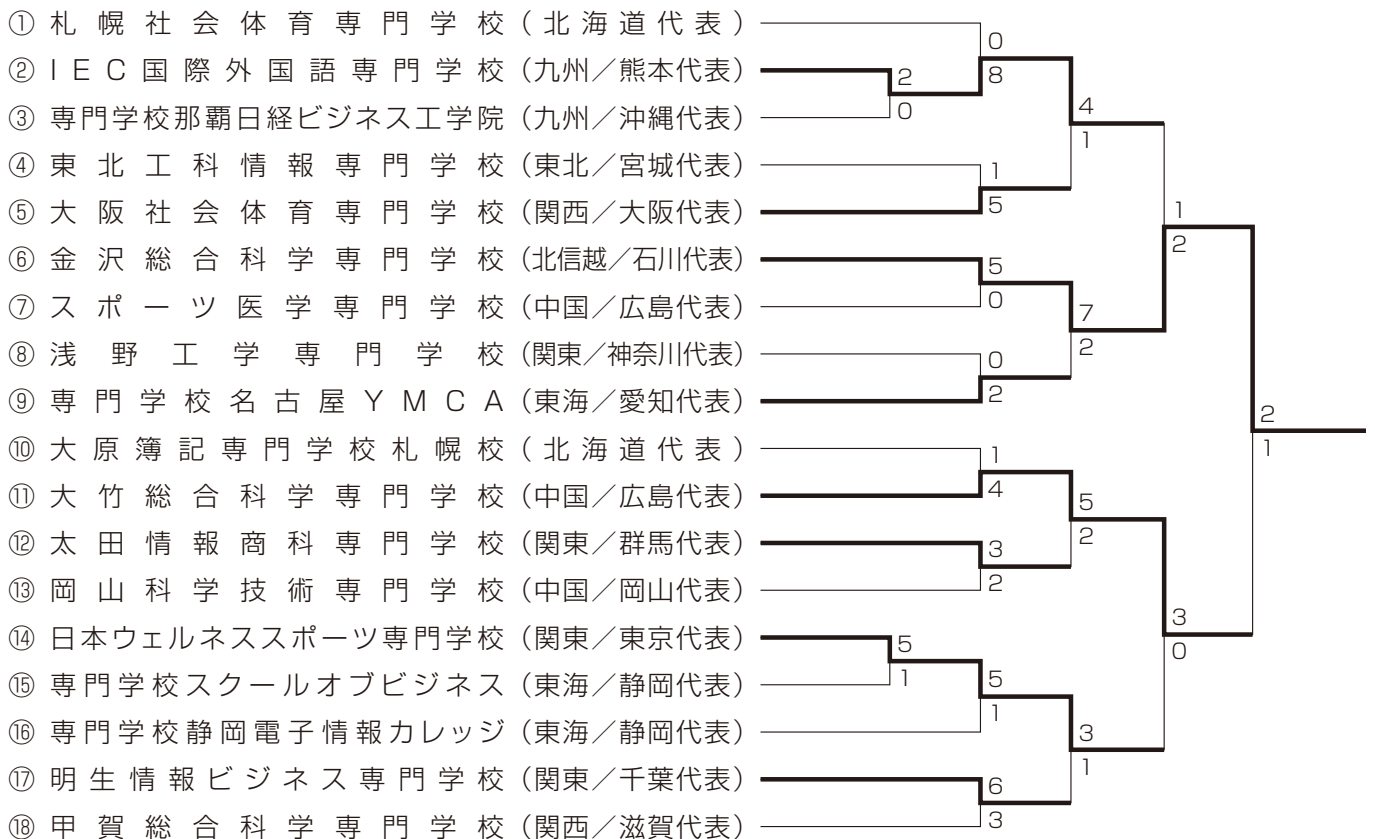 ① 札幌社会体育専門学校 (北海道代表)
② IEC国際外国語専門学校 (九州／熊本代表)
③ 専門学校那覇日経ビジネス工学院 (九州／沖縄代表)
④ 東北工科情報専門学校 (東北／宮城代表)
⑤ 大阪社会体育専門学校 (関西／大阪代表)
⑥ 金沢総合科学専門学校 (北信越／石川代表)
⑦ スポーツ医学専門学校 (中国／広島代表)
⑧ 浅野工学専門学校 (関東／神奈川代表)
⑨ 専門学校名古屋YMCA (東海／愛知代表)
⑩ 大原簿記専門学校札幌校 (北海道代表)
⑪ 大竹総合科学専門学校 (中国／広島代表)
⑫ 太田情報商科専門学校 (関東／群馬代表)
⑬ 岡山科学技術専門学校 (中国／岡山代表)
⑭ 日本ウェルネススポーツ専門学校 (関東／東京代表)
⑮ 専門学校スクールオブビジネス (東海／静岡代表)
⑯ 専門学校静岡電子情報カレッジ (東海／静岡代表)
⑰ 明生情報ビジネス専門学校 (関東／千葉代表)
⑱ 甲賀総合科学専門学校 (関西／滋賀代表)
2
0
5
1
0
8
1
5
5
0
0
2
1
4
3
2
5
1
6
3
4
1
7
2
5
2
3
1
1
2
3
0
2
1